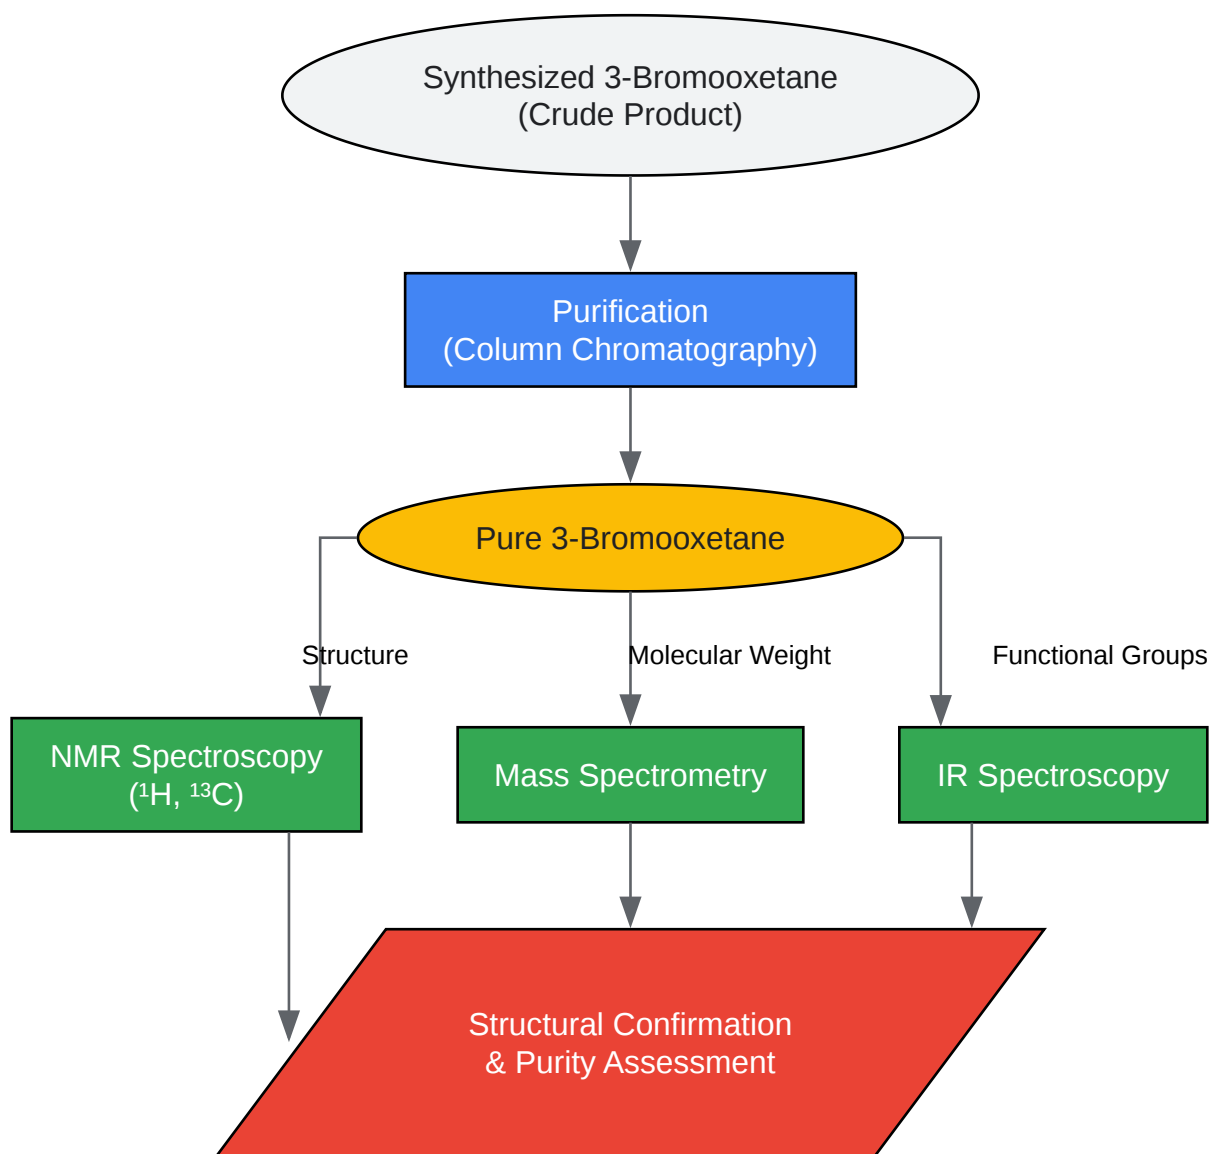 Synthesized 3-Bromooxetane
(Crude Product)
Purification
(Column Chromatography)
Pure 3-Bromooxetane
Structure
Molecular Weight
Functional Groups
NMR Spectroscopy
(¹H, ¹³C)
Mass Spectrometry
IR Spectroscopy
Structural Confirmation
& Purity Assessment